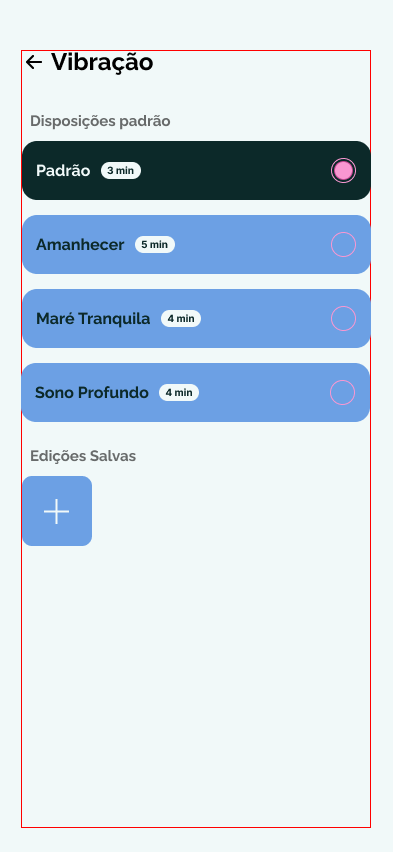 Vibração
Disposições padrão
Padrão 3 min
Amanhecer 5 min
Maré Tranquila 4 min
Sono Profundo 4 min
Edições Salvas